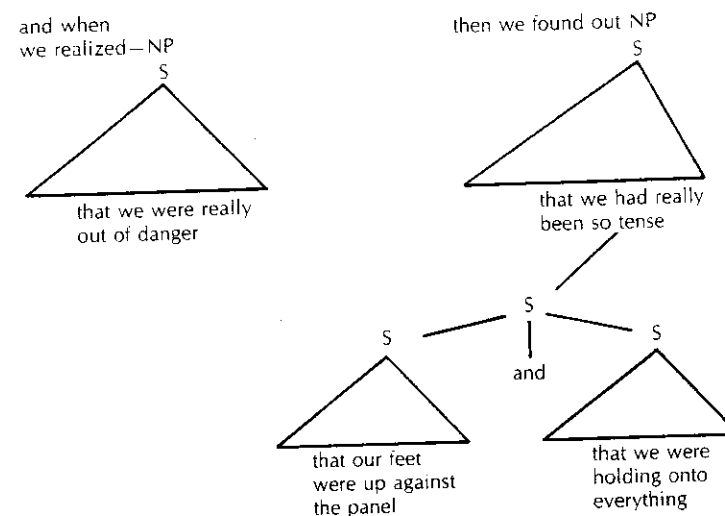 and when
we realized—NP
S
that we were really
out of danger
then we found out NP
S
that we had really
been so tense
S
S
and
S
that our feet
were up against
the panel
that we were
holding onto
everything